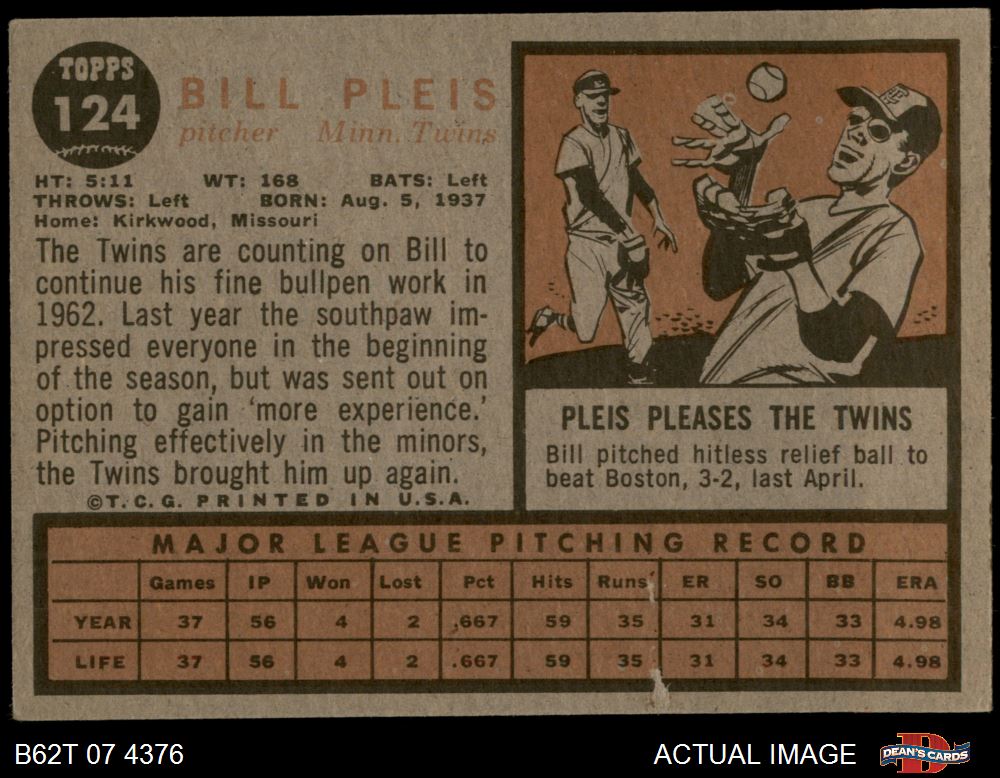 TOPPS
124
BILL PLEIS
pitcher Minn. Twins
HT: 5:11 WT: 168 BATS: Left
THROWS: Left BORN: Aug. 5, 1937
Home: Kirkwood, Missouri
The Twins are counting on Bill to
continue his fine bullpen work in
1962. Last year the southpaw im-
pressed everyone in the beginning
of the season, but was sent out on
option to gain 'more experience.'
Pitching effectively in the minors,
the Twins brought him up again.
©T.C.G. PRINTED IN U.S.A.
PLEIS PLEASES THE TWINS
Bill pitched hitless relief ball to
beat Boston, 3-2, last April.
MAJOR LEAGUE PITCHING RECORD
Games IP Won Lost Pct Hits Runs ER SO BB ERA
YEAR 37 56 4 2 .667 59 35 31 34 33 4.98
LIFE 37 56 4 2 .667 59 35 31 34 33 4.98
B62T 07 4376 ACTUAL IMAGE DEAN'S CARDS